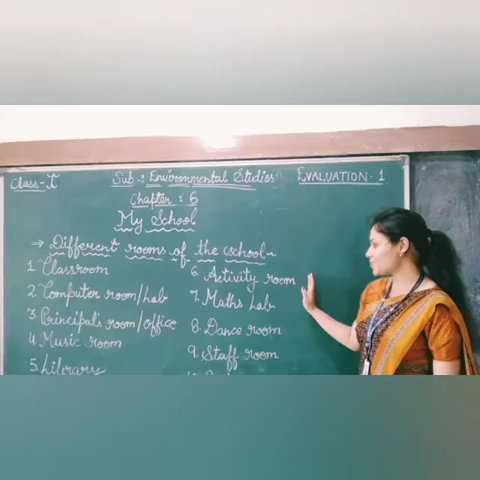 Class-I
Sub : Environmental Studies
EVALUATION-1
Chapter : 5
My School
→ Different rooms of the school~
1. Classroom
2. Computer room/Lab
3. Principal's room/office
4. Music room
5. Library
6. Activity room
7. Maths Lab
8. Dance room
9. Staff room